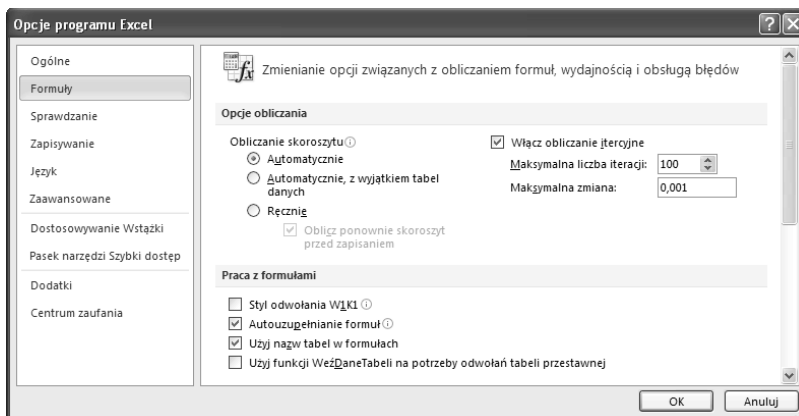 Opcje programu Excel
Ogólne
Formuły
Sprawdzanie
Zapisywanie
Język
Zaawansowane
Dostosowywanie Wstążki
Pasek narzędzi Szybki dostęp
Dodatki
Centrum zaufania
Zmienianie opcji związanych z obliczaniem formuł, wydajnością i obsługą błędów
Opcje obliczania
Obliczanie skoroszytu
Automatycznie
Automatycznie, z wyjątkiem tabel
danych
Ręcznie
Oblicz ponownie skoroszyt
przed zapisaniem
Włącz obliczanie itercyjne
Maksymalna liczba iteracji: 100
Maksymalna zmiana: 0,001
Praca z formułami
Styl odwołania W1K1
Autouzupełnianie formuł
Użyj nazw tabel w formułach
Użyj funkcji WeźDaneTabeli na potrzeby odwołań tabeli przestawnej
OK
Anuluj